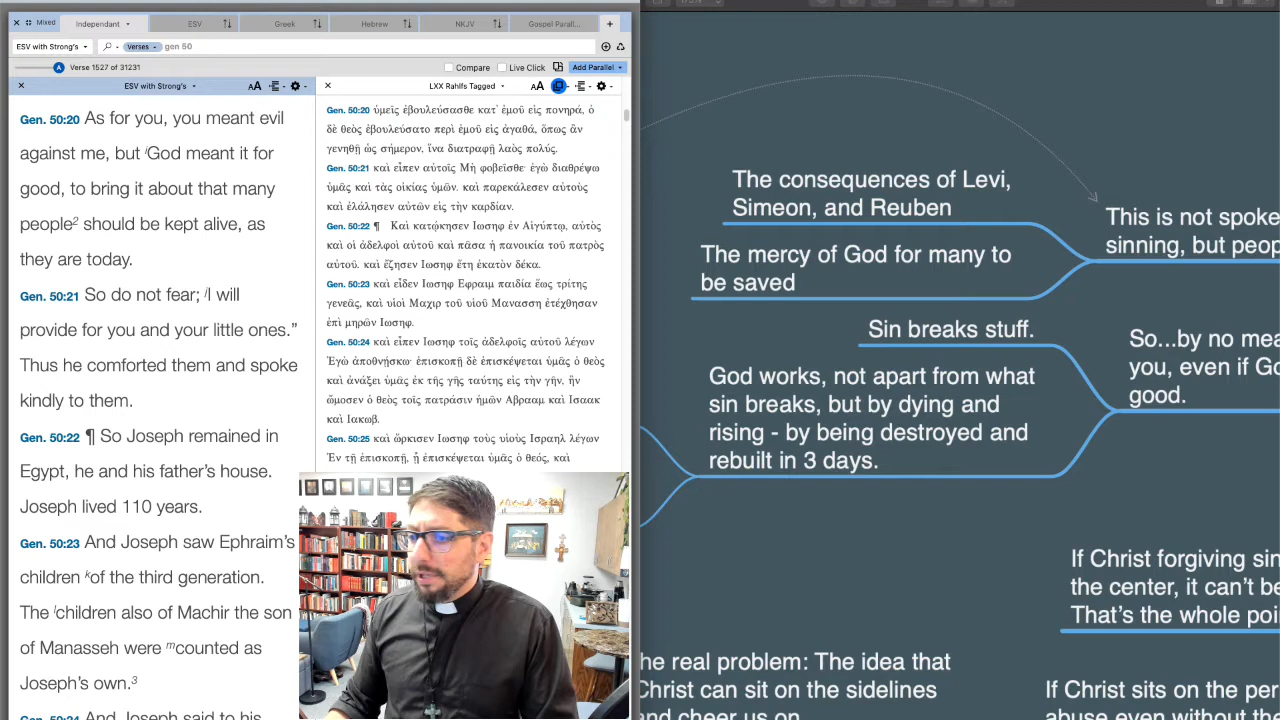 Mixed
Independant
ESV
Greek
Hebrew
NKJV
Gospel Parall...
ESV with Strong's
Verses
gen 50
Verse 1527 of 31231
Compare
Live Click
Add Parallel
ESV with Strong's
AA
Gen. 50:20 As for you, you meant evil
against me, but lGod meant it for
good, to bring it about that many
people2 should be kept alive, as
they are today.
Gen. 50:21 So do not fear; jI will
provide for you and your little ones.”
Thus he comforted them and spoke
kindly to them.
Gen. 50:22 ¶ So Joseph remained in
Egypt, he and his father’s house.
Joseph lived 110 years.
Gen. 50:23 And Joseph saw Ephraim’s
children kof the third generation.
The lchildren also of Machir the son
of Manasseh were mcounted as
Joseph’s own.3
Gen. 50:24 And Joseph said to his
LXX Rahlfs Tagged
AA
Gen. 50:20 ὑμεῖς ἐβουλεύσασθε κατ᾽ ἐμοῦ εἰς πονηρά, ὁ
δὲ θεὸς ἐβουλεύσατο περὶ ἐμοῦ εἰς ἀγαθά, ὅπως ἂν
γενηθῇ ὡς σήμερον, ἵνα διατραφῇ λαὸς πολύς.
Gen. 50:21 καὶ εἶπεν αὐτοῖς Μὴ φοβεῖσθε· ἐγὼ διαθρέψω
ὑμᾶς καὶ τὰς οἰκίας ὑμῶν. καὶ παρεκάλεσεν αὐτοὺς
καὶ ἐλάλησεν αὐτῶν εἰς τὴν καρδίαν.
Gen. 50:22 ¶ Καὶ κατῴκησεν Ιωσηφ ἐν Αἰγύπτῳ, αὐτὸς
καὶ οἱ ἀδελφοὶ αὐτοῦ καὶ πᾶσα ἡ πανοικία τοῦ πατρὸς
αὐτοῦ. καὶ ἔζησεν Ιωσηφ ἔτη ἑκατὸν δέκα.
Gen. 50:23 καὶ εἶδεν Ιωσηφ Εφραιμ παιδία ἕως τρίτης
γενεᾶς, καὶ υἱοὶ Μαχιρ τοῦ υἱοῦ Μανασση ἐτέχθησαν
ἐπὶ μηρῶν Ιωσηφ.
Gen. 50:24 καὶ εἶπεν Ιωσηφ τοῖς ἀδελφοῖς αὐτοῦ λέγων
Ἐγὼ ἀποθνῄσκω· ἐπισκοπῇ δὲ ἐπισκέψεται ὑμᾶς ὁ θεὸς
καὶ ἀνάξει ὑμᾶς ἐκ τῆς γῆς ταύτης εἰς τὴν γῆν, ἣν
ὤμοσεν ὁ θεὸς τοῖς πατράσιν ἡμῶν Αβρααμ καὶ Ισαακ
καὶ Ιακωβ.
Gen. 50:25 καὶ ὥρκισεν Ιωσηφ τοὺς υἱοὺς Ισραηλ λέγων
Ἐν τῇ ἐπισκοπῇ, ᾗ ἐπισκέψεται ὑμᾶς ὁ θεός, καὶ
The consequences of Levi,
Simeon, and Reuben
The mercy of God for many to
be saved
This is not spoke
sinning, but peop
Sin breaks stuff.
God works, not apart from what
sin breaks, but by dying and
rising - by being destroyed and
rebuilt in 3 days.
So...by no mea
you, even if Go
good.
If Christ forgiving sin
the center, it can’t be
That’s the whole poi
he real problem: The idea that
Christ can sit on the sidelines
and cheer us on
If Christ sits on the per
abuse even without the